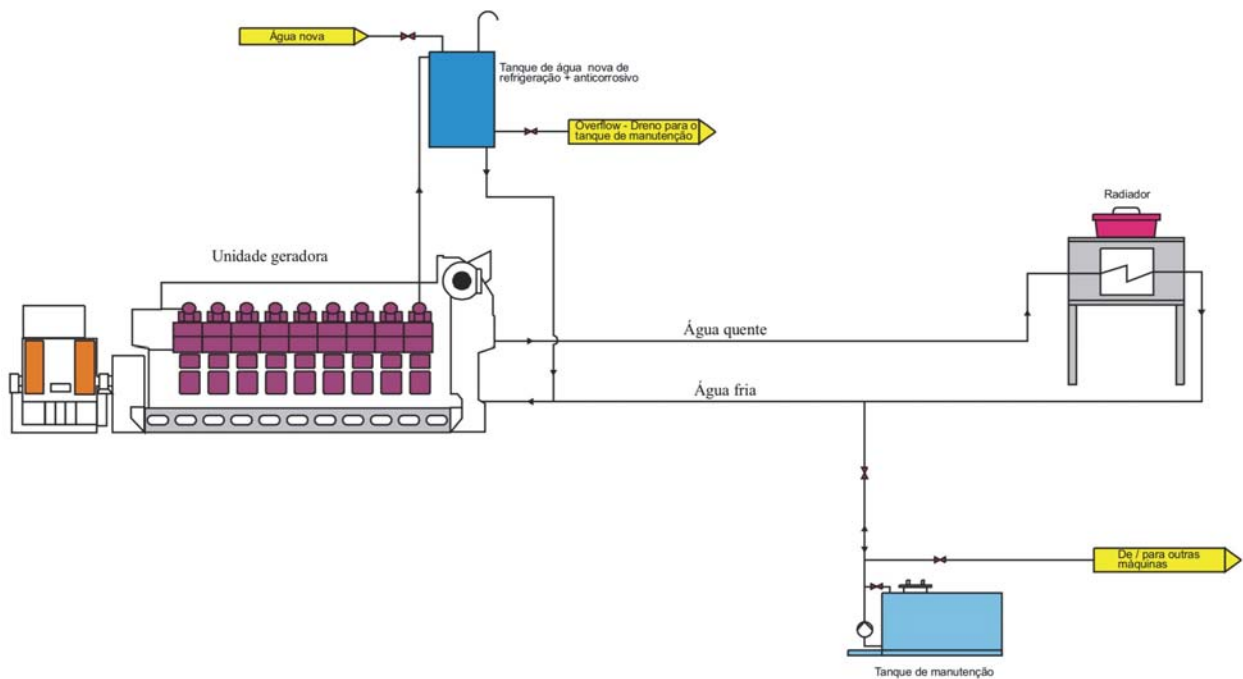 Água nova
Tanque de água nova de
refrigeração + anticorrosivo
Overflow - Dreno para o
tanque de manutenção
Radiador
Unidade geradora
Água quente
Água fria
De / para outras
máquinas
Tanque de manutenção